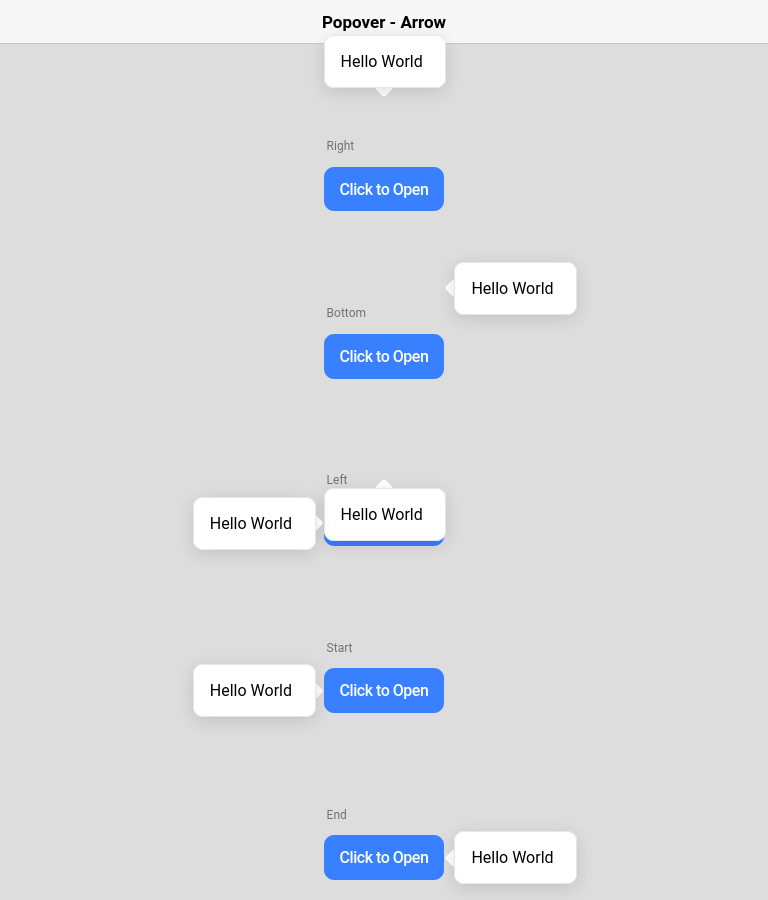 Popover - Arrow
Hello World
Right
Click to Open
Hello World
Bottom
Click to Open
Left
Hello World
Hello World
Start
Hello World
Click to Open
End
Click to Open
Hello World